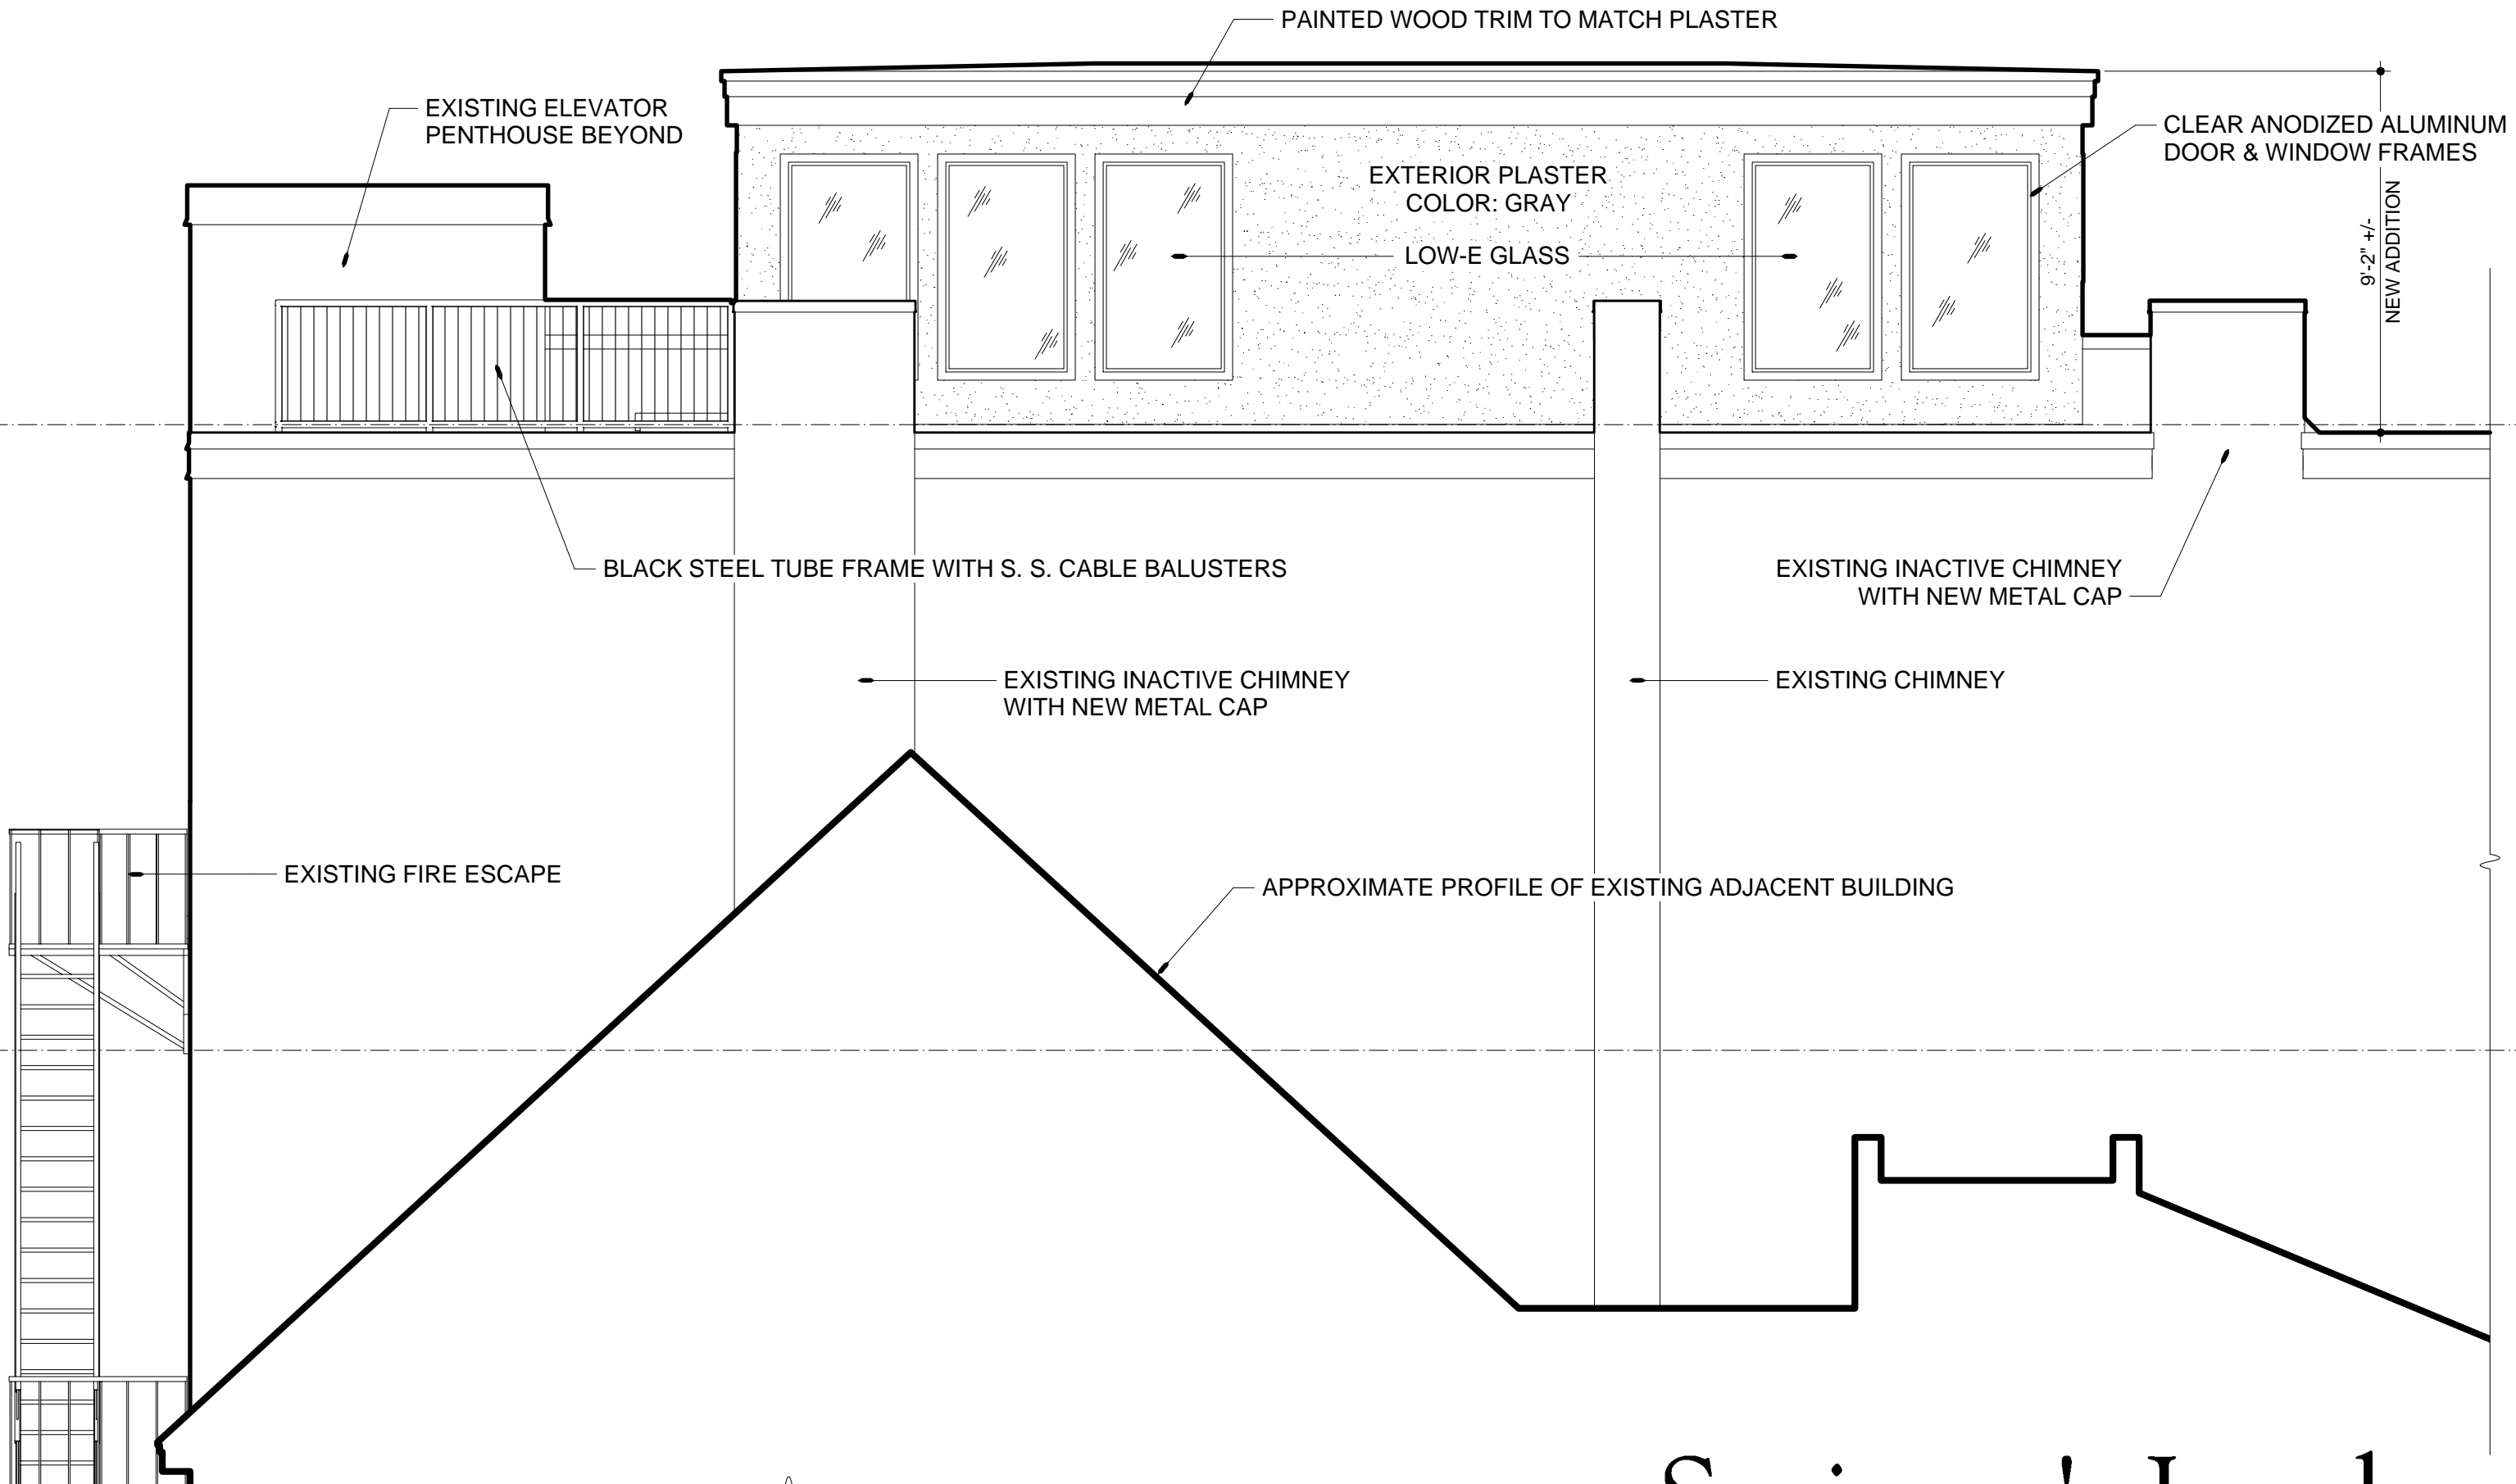 PAINTED WOOD TRIM TO MATCH PLASTER
EXISTING ELEVATOR
PENTHOUSE BEYOND
CLEAR ANODIZED ALUMINUM
DOOR & WINDOW FRAMES
EXTERIOR PLASTER
COLOR: GRAY
LOW-E GLASS
9'-2" +/-
NEW ADDITION
BLACK STEEL TUBE FRAME WITH S. S. CABLE BALUSTERS
EXISTING INACTIVE CHIMNEY
WITH NEW METAL CAP
EXISTING INACTIVE CHIMNEY
WITH NEW METAL CAP
EXISTING CHIMNEY
EXISTING FIRE ESCAPE
APPROXIMATE PROFILE OF EXISTING ADJACENT BUILDING